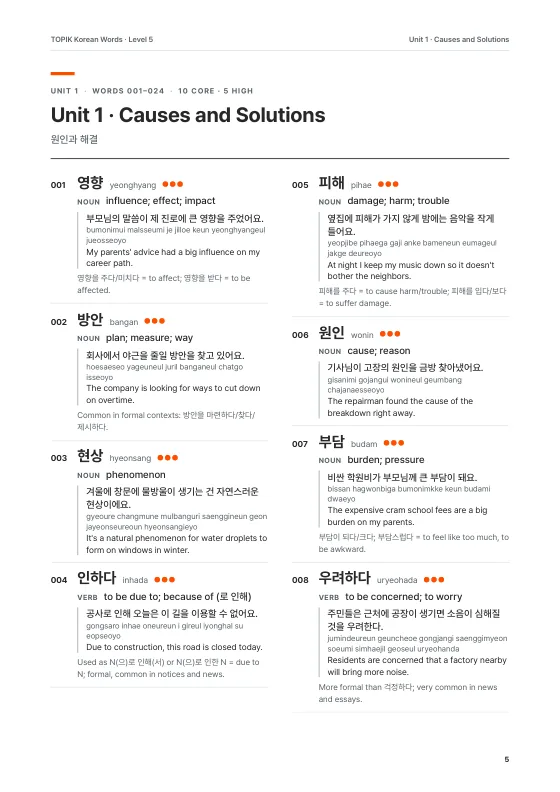 TOPIK Korean Words · Level 5
Unit 1 · Causes and Solutions
UNIT 1 · WORDS 001–024 · 10 CORE · 5 HIGH
Unit 1 · Causes and Solutions
원인과 해결
001 영향 yeonghyang
NOUN influence; effect; impact
부모님의 말씀이 제 진로에 큰 영향을 주었어요.
bumonimui malsseumi je jilloe keun yeonghyangeul
jueosseoyo
My parents' advice had a big influence on my
career path.
영향을 주다/미치다 = to affect; 영향을 받다 = to be
affected.
002 방안 bangan
NOUN plan; measure; way
회사에서 야근을 줄일 방안을 찾고 있어요.
hoesaeseo yageuneul juril banganeul chatgo
isseoyo
The company is looking for ways to cut down
on overtime.
Common in formal contexts: 방안을 마련하다/찾다/
제시하다.
003 현상 hyeonsang
NOUN phenomenon
겨울에 창문에 물방울이 생기는 건 자연스러운
현상이에요.
gyeoure changmune mulbanguri saenggineun geon
jayeonseureoun hyeonsangieyo
It's a natural phenomenon for water droplets to
form on windows in winter.
004 인하다 inhada
VERB to be due to; because of (로 인해)
공사로 인해 오늘은 이 길을 이용할 수 없어요.
gongsaro inhae oneureun i gireul iyonghal su
eopseoyo
Due to construction, this road is closed today.
Used as N(으)로 인해(서) or N(으)로 인한 N = due to
N; formal, common in notices and news.
005 피해 pihae
NOUN damage; harm; trouble
옆집에 피해가 가지 않게 밤에는 음악을 작게
들어요.
yeopjibe pihaega gaji anke bameneun eumageul
jakge deureoyo
At night I keep my music down so it doesn't
bother the neighbors.
피해를 주다 = to cause harm/trouble; 피해를 입다/보다
= to suffer damage.
006 원인 wonin
NOUN cause; reason
기사님이 고장의 원인을 금방 찾아냈어요.
gisanimi gojangui wonineul geumbang
chajanaesseoyo
The repairman found the cause of the
breakdown right away.
007 부담 budam
NOUN burden; pressure
비싼 학원비가 부모님께 큰 부담이 돼요.
bissan hagwonbiga bumonimkke keun budami
dwaeyo
The expensive cram school fees are a big
burden on my parents.
부담이 되다/크다; 부담스럽다 = to feel like too much, to
be awkward.
008 우려하다 uryeohada
VERB to be concerned; to worry
주민들은 근처에 공장이 생기면 소음이 심해질
것을 우려한다.
jumindeureun geuncheoe gongjangi saenggimyeon
soeumi simhaejil geoseul uryeohanda
Residents are concerned that a factory nearby
will bring more noise.
More formal than 걱정하다; very common in news
and essays.
5